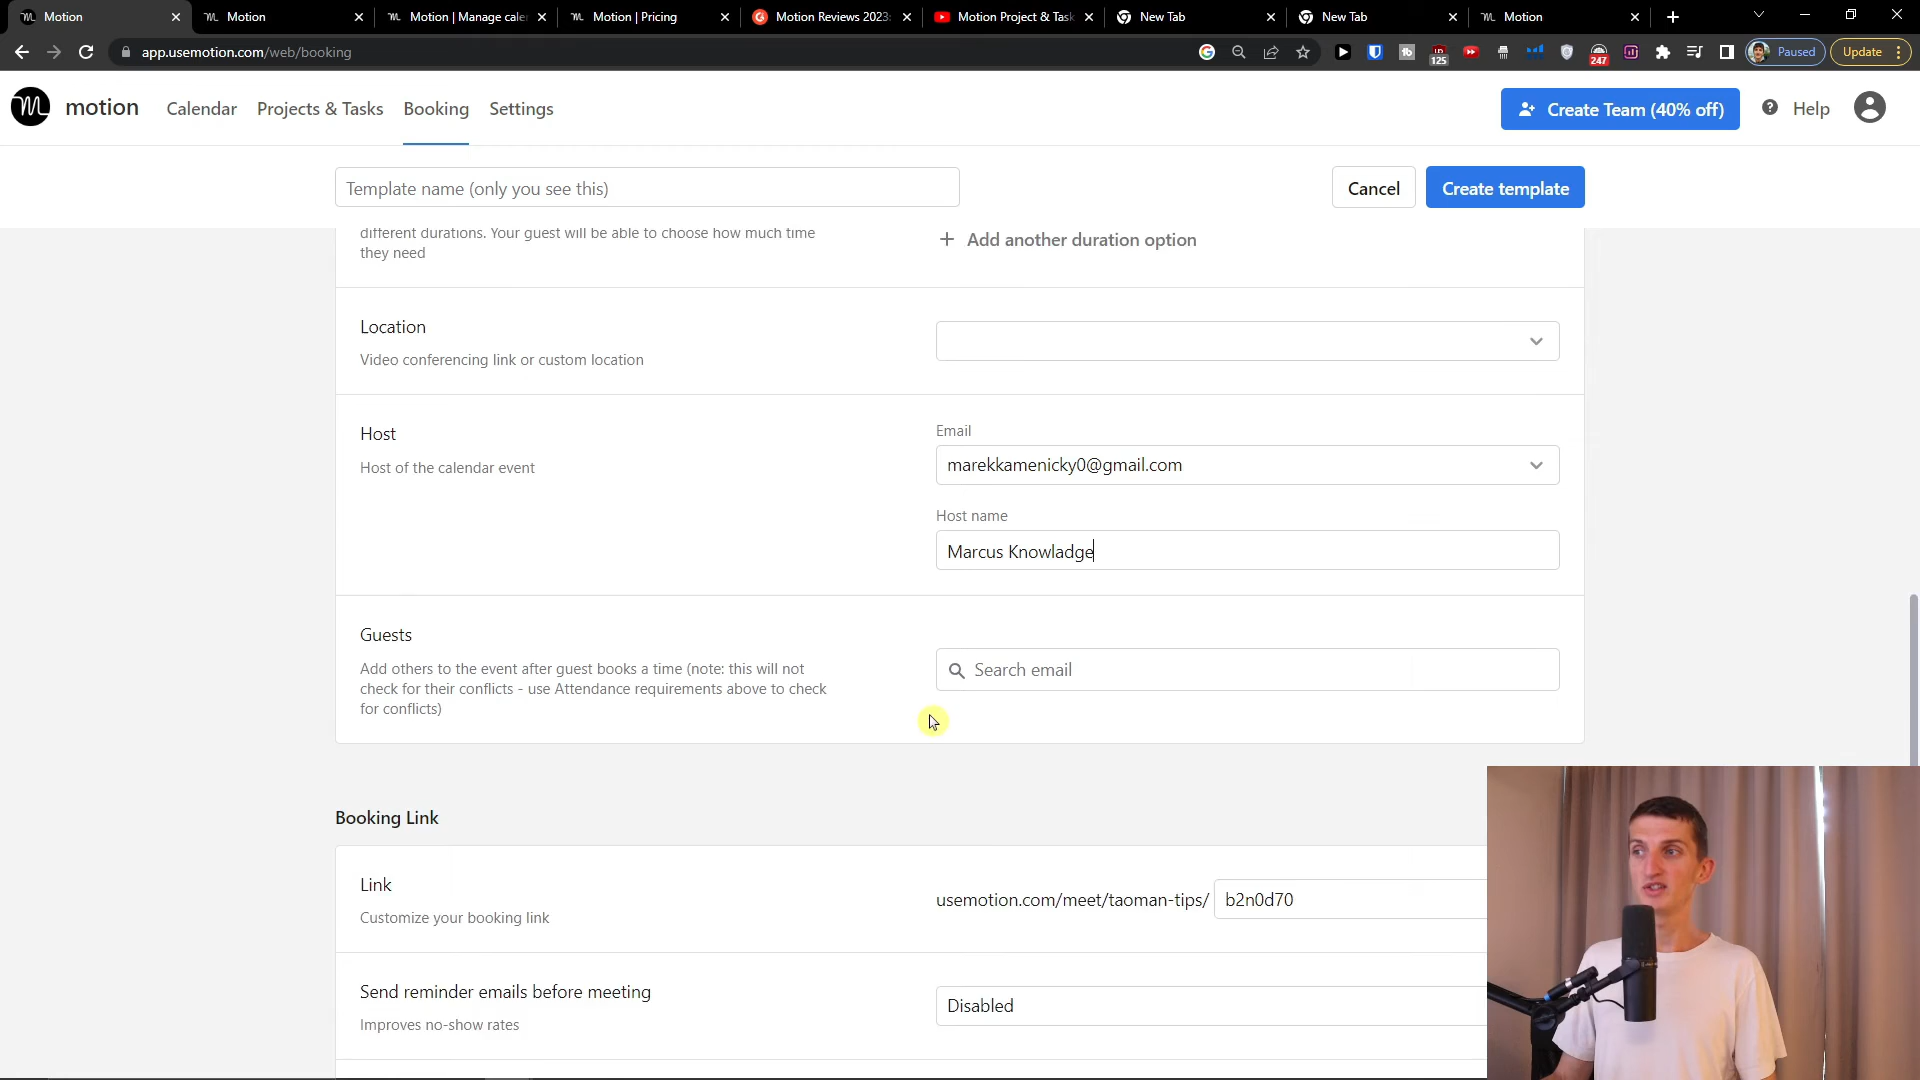 Motion
Motion
Motion | Manage cale
Motion | Pricing
Motion Reviews 2023:
Motion Project & Task
New Tab
New Tab
Motion
app.usemotion.com/web/booking
125
247
Paused
Update
motion
Calendar
Projects & Tasks
Booking
Settings
Create Team (40% off)
Help
Template name (only you see this)
Cancel
Create template
different durations. Your guest will be able to choose how much time
they need
Add another duration option
Location
Video conferencing link or custom location
Host
Host of the calendar event
Email
marekkamenicky0@gmail.com
Host name
Marcus Knowladge
Guests
Add others to the event after guest books a time (note: this will not
check for their conflicts - use Attendance requirements above to check
for conflicts)
Search email
Booking Link
Link
Customize your booking link
usemotion.com/meet/taoman-tips/
b2n0d70
Send reminder emails before meeting
Improves no-show rates
Disabled